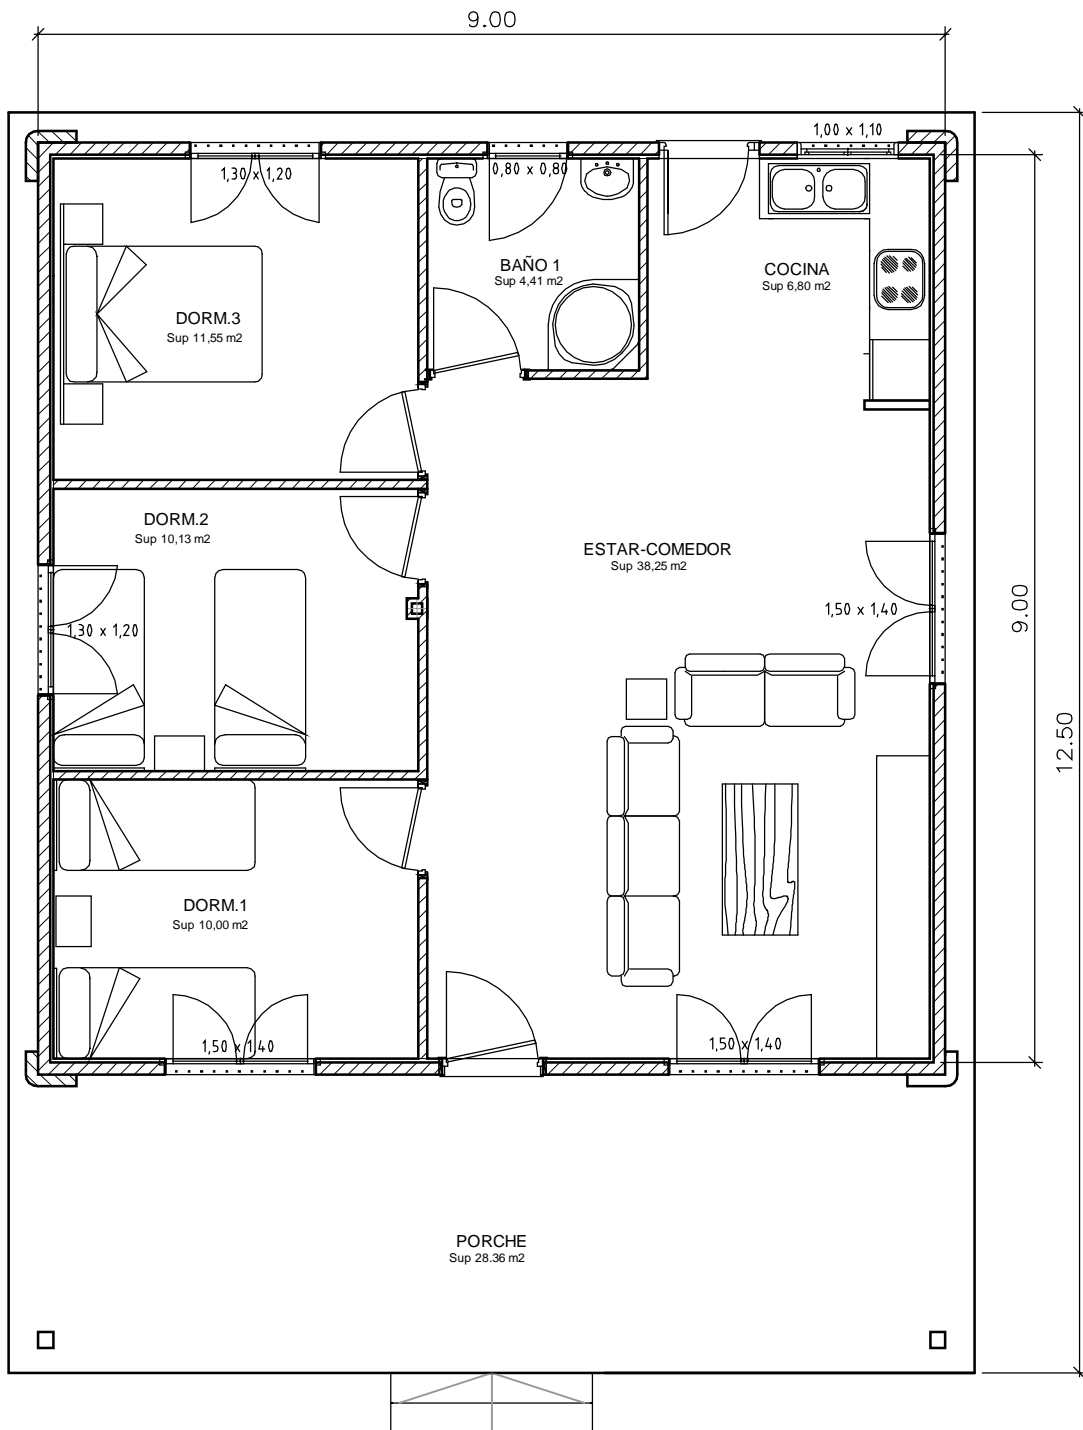 9.00
1,00 x 1,10
1,30 x 1,20
0,80 x 0,80
BAÑO 1
Sup 4,41 m2
COCINA
Sup 6,80 m2
DORM.3
Sup 11,55 m2
DORM.2
Sup 10,13 m2
ESTAR-COMEDOR
Sup 38,25 m2
1,30 x 1,20
1,50 x 1,40
9.00
12.50
DORM.1
Sup 10,00 m2
1,50 x 1,40
1,50 x 1,40
PORCHE
Sup 28.36 m2